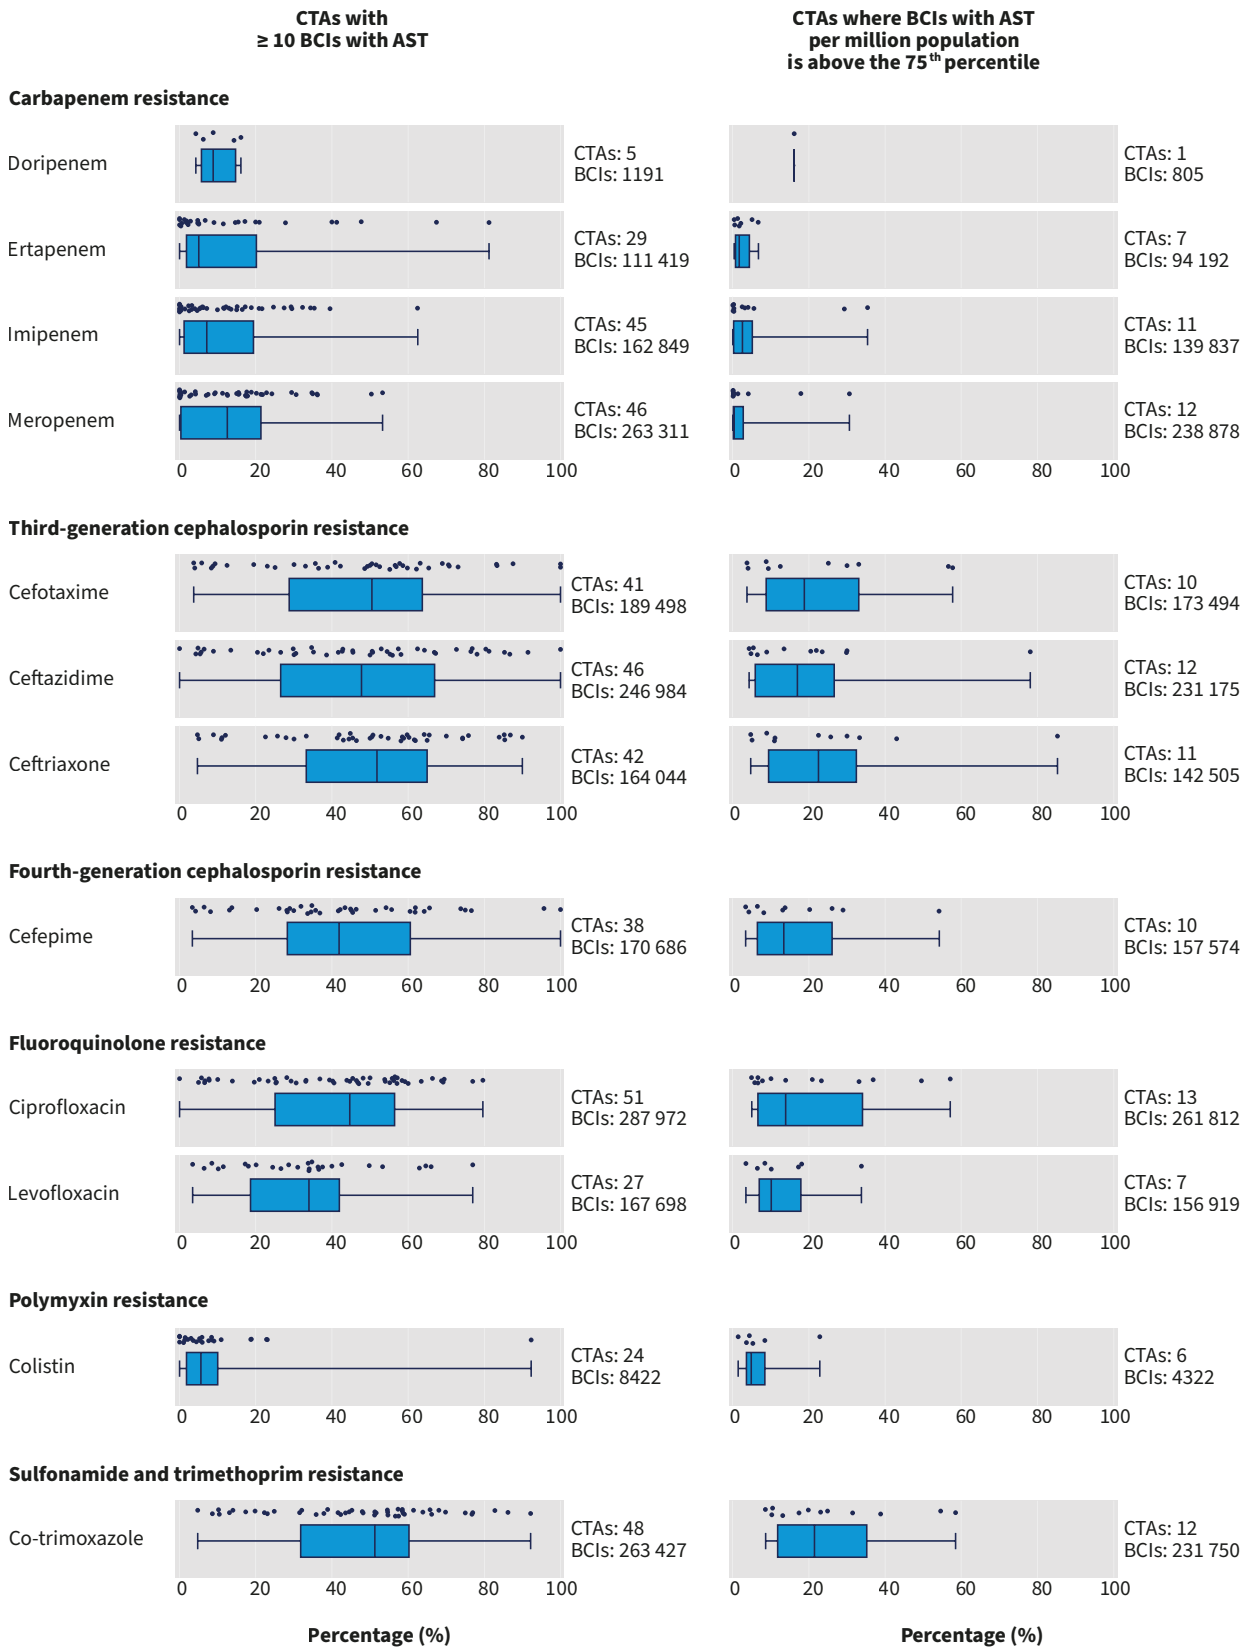 CTAs with
≥ 10 BCIs with AST
CTAs where BCIs with AST
per million population
is above the 75th percentile
Carbapenem resistance
Doripenem
CTAs: 5
BCIs: 1191
CTAs: 1
BCIs: 805
Ertapenem
CTAs: 29
BCIs: 111 419
CTAs: 7
BCIs: 94 192
Imipenem
CTAs: 45
BCIs: 162 849
CTAs: 11
BCIs: 139 837
Meropenem
CTAs: 46
BCIs: 263 311
CTAs: 12
BCIs: 238 878
0 20 40 60 80 100
0 20 40 60 80 100
Third-generation cephalosporin resistance
Cefotaxime
CTAs: 41
BCIs: 189 498
CTAs: 10
BCIs: 173 494
Ceftazidime
CTAs: 46
BCIs: 246 984
CTAs: 12
BCIs: 231 175
Ceftriaxone
CTAs: 42
BCIs: 164 044
CTAs: 11
BCIs: 142 505
0 20 40 60 80 100
0 20 40 60 80 100
Fourth-generation cephalosporin resistance
Cefepime
CTAs: 38
BCIs: 170 686
CTAs: 10
BCIs: 157 574
0 20 40 60 80 100
0 20 40 60 80 100
Fluoroquinolone resistance
Ciprofloxacin
CTAs: 51
BCIs: 287 972
CTAs: 13
BCIs: 261 812
Levofloxacin
CTAs: 27
BCIs: 167 698
CTAs: 7
BCIs: 156 919
0 20 40 60 80 100
0 20 40 60 80 100
Polymyxin resistance
Colistin
CTAs: 24
BCIs: 8422
CTAs: 6
BCIs: 4322
0 20 40 60 80 100
0 20 40 60 80 100
Sulfonamide and trimethoprim resistance
Co-trimoxazole
CTAs: 48
BCIs: 263 427
CTAs: 12
BCIs: 231 750
0 20 40 60 80 100
0 20 40 60 80 100
Percentage (%)
Percentage (%)